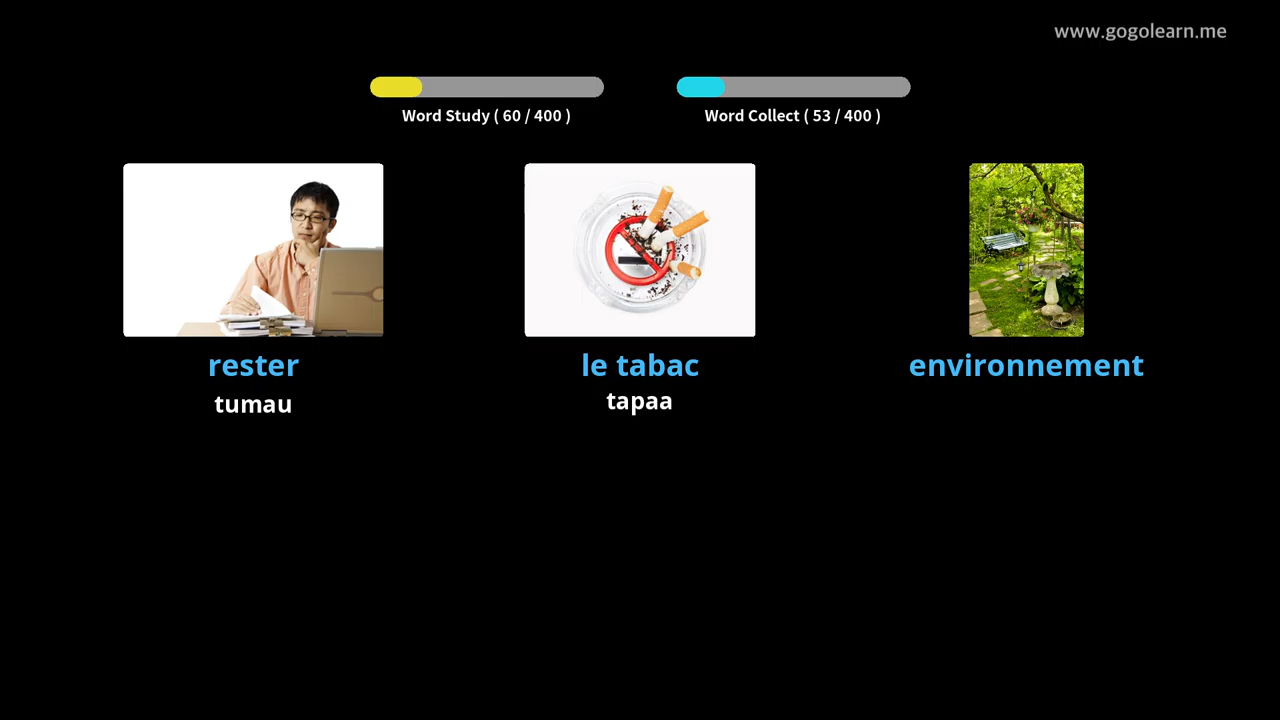 www.gogolearn.me
Word Study ( 60 / 400 )
Word Collect ( 53 / 400 )
rester
tumau
le tabac
tapaa
environnement